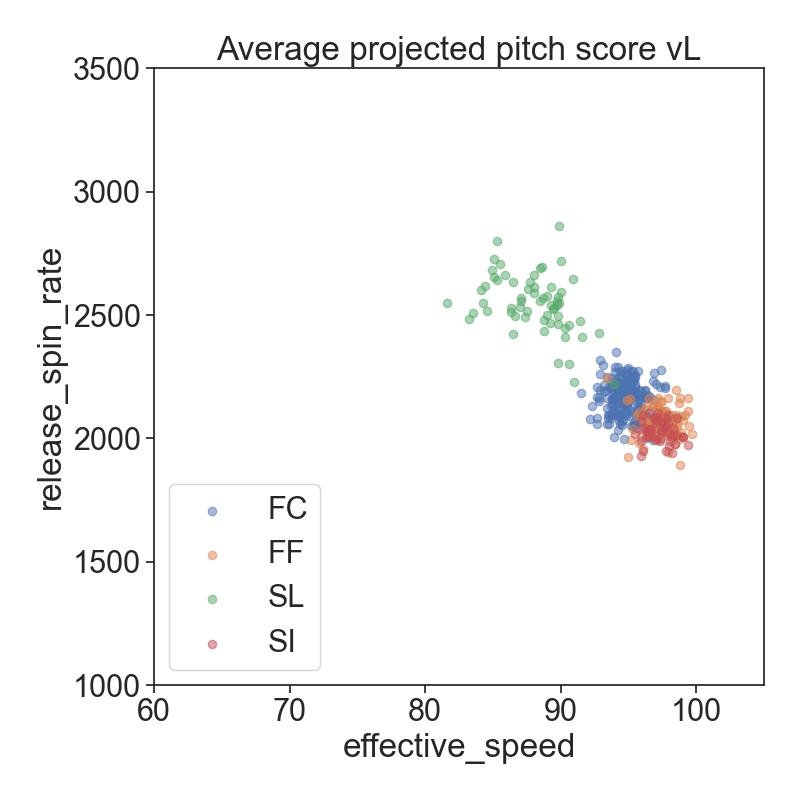 Average projected pitch score vL
3500
3000
2500
2000
1500
1000
release_spin_rate
FC
FF
SL
SI
60
70
80
90
100
effective_speed